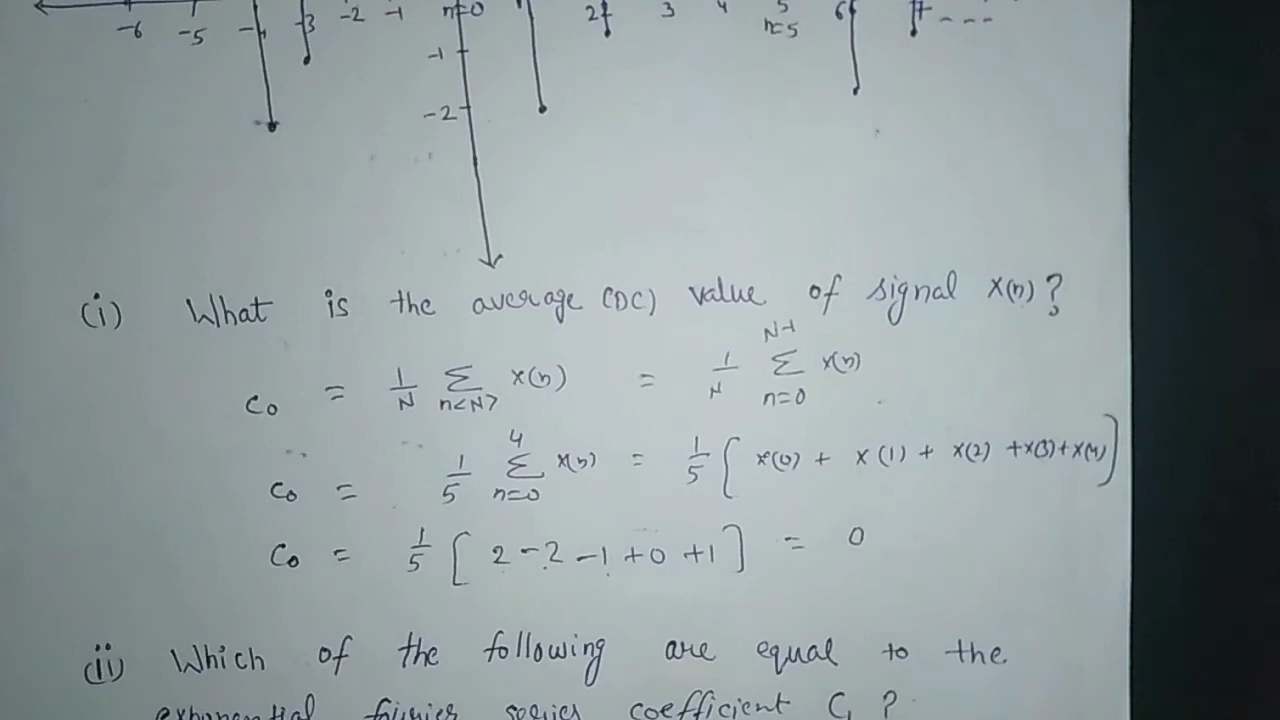 -6 -5 - 3 -2 -1 n=0 2 3 4 5 6 7 ---
n=5
-1
-2
(i) What is the average (DC) value of signal x(n)?
C0 = 1/N Σ n<N> x(n) = 1/N Σ n=0 N-1 x(n)
C0 = 1/5 Σ n=0 4 x(n) = 1/5 [ x(0) + x(1) + x(2) + x(3) + x(4) ]
C0 = 1/5 [ 2 -2 -1 +0 +1 ] = 0
(ii) Which of the following are equal to the
exponential fourier series coefficient C1 ?